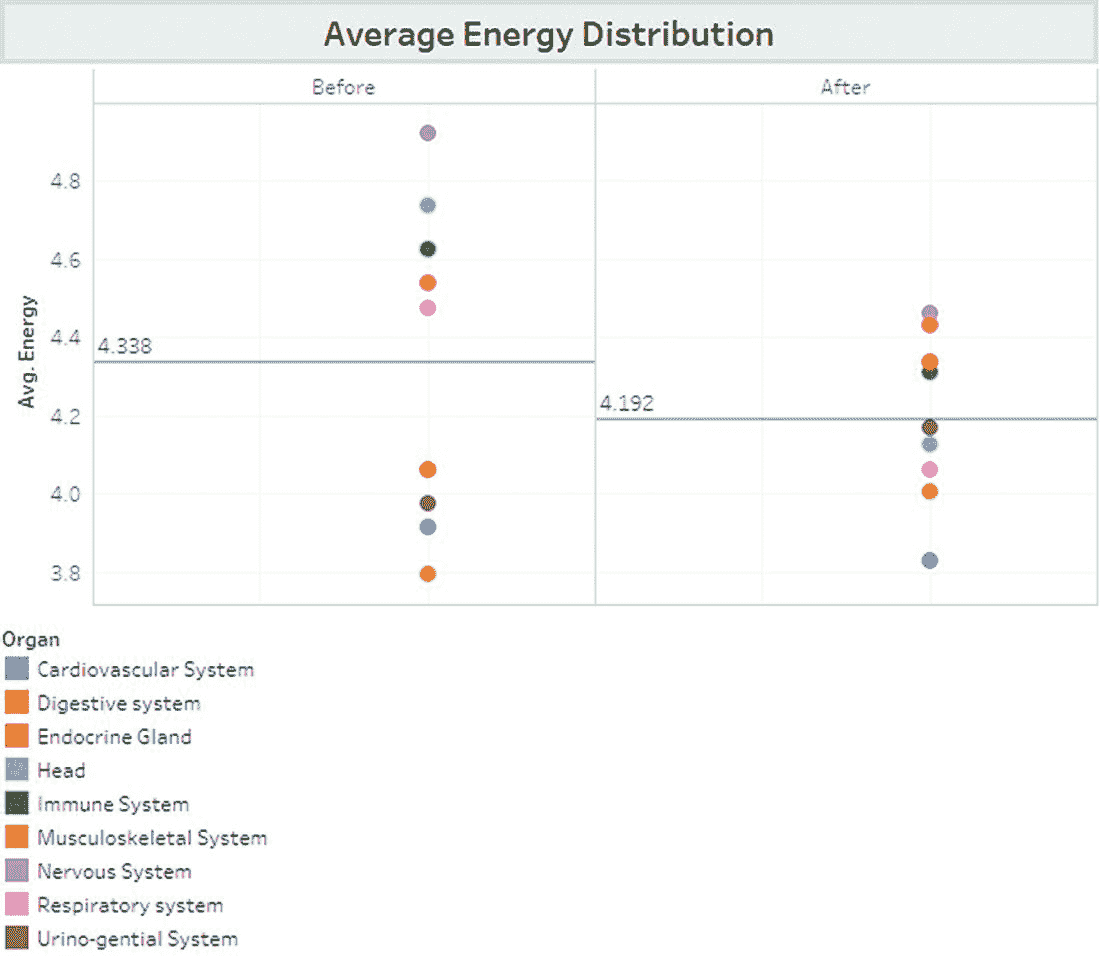 Average Energy Distribution
Before
After
4.8
4.6
4.4
4.338
4.2
4.192
4.0
3.8
Avg. Energy
Organ
Cardiovascular System
Digestive system
Endocrine Gland
Head
Immune System
Musculoskeletal System
Nervous System
Respiratory system
Urino-gential System